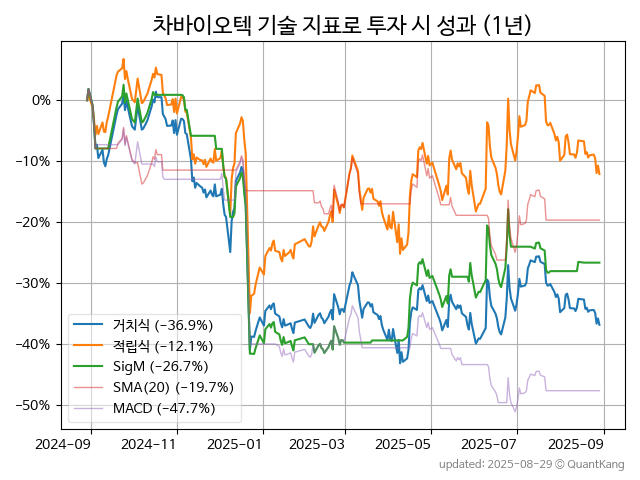 차바이오텍 기술 지표로 투자 시 성과 (1년)
0%
−10%
−20%
−30%
−40%
−50%
거치식 (−36.9%)
적립식 (−12.1%)
SigM (−26.7%)
SMA(20) (−19.7%)
MACD (−47.7%)
2024-09
2024-11
2025-01
2025-03
2025-05
2025-07
2025-09
updated: 2025-08-29 © QuantKang